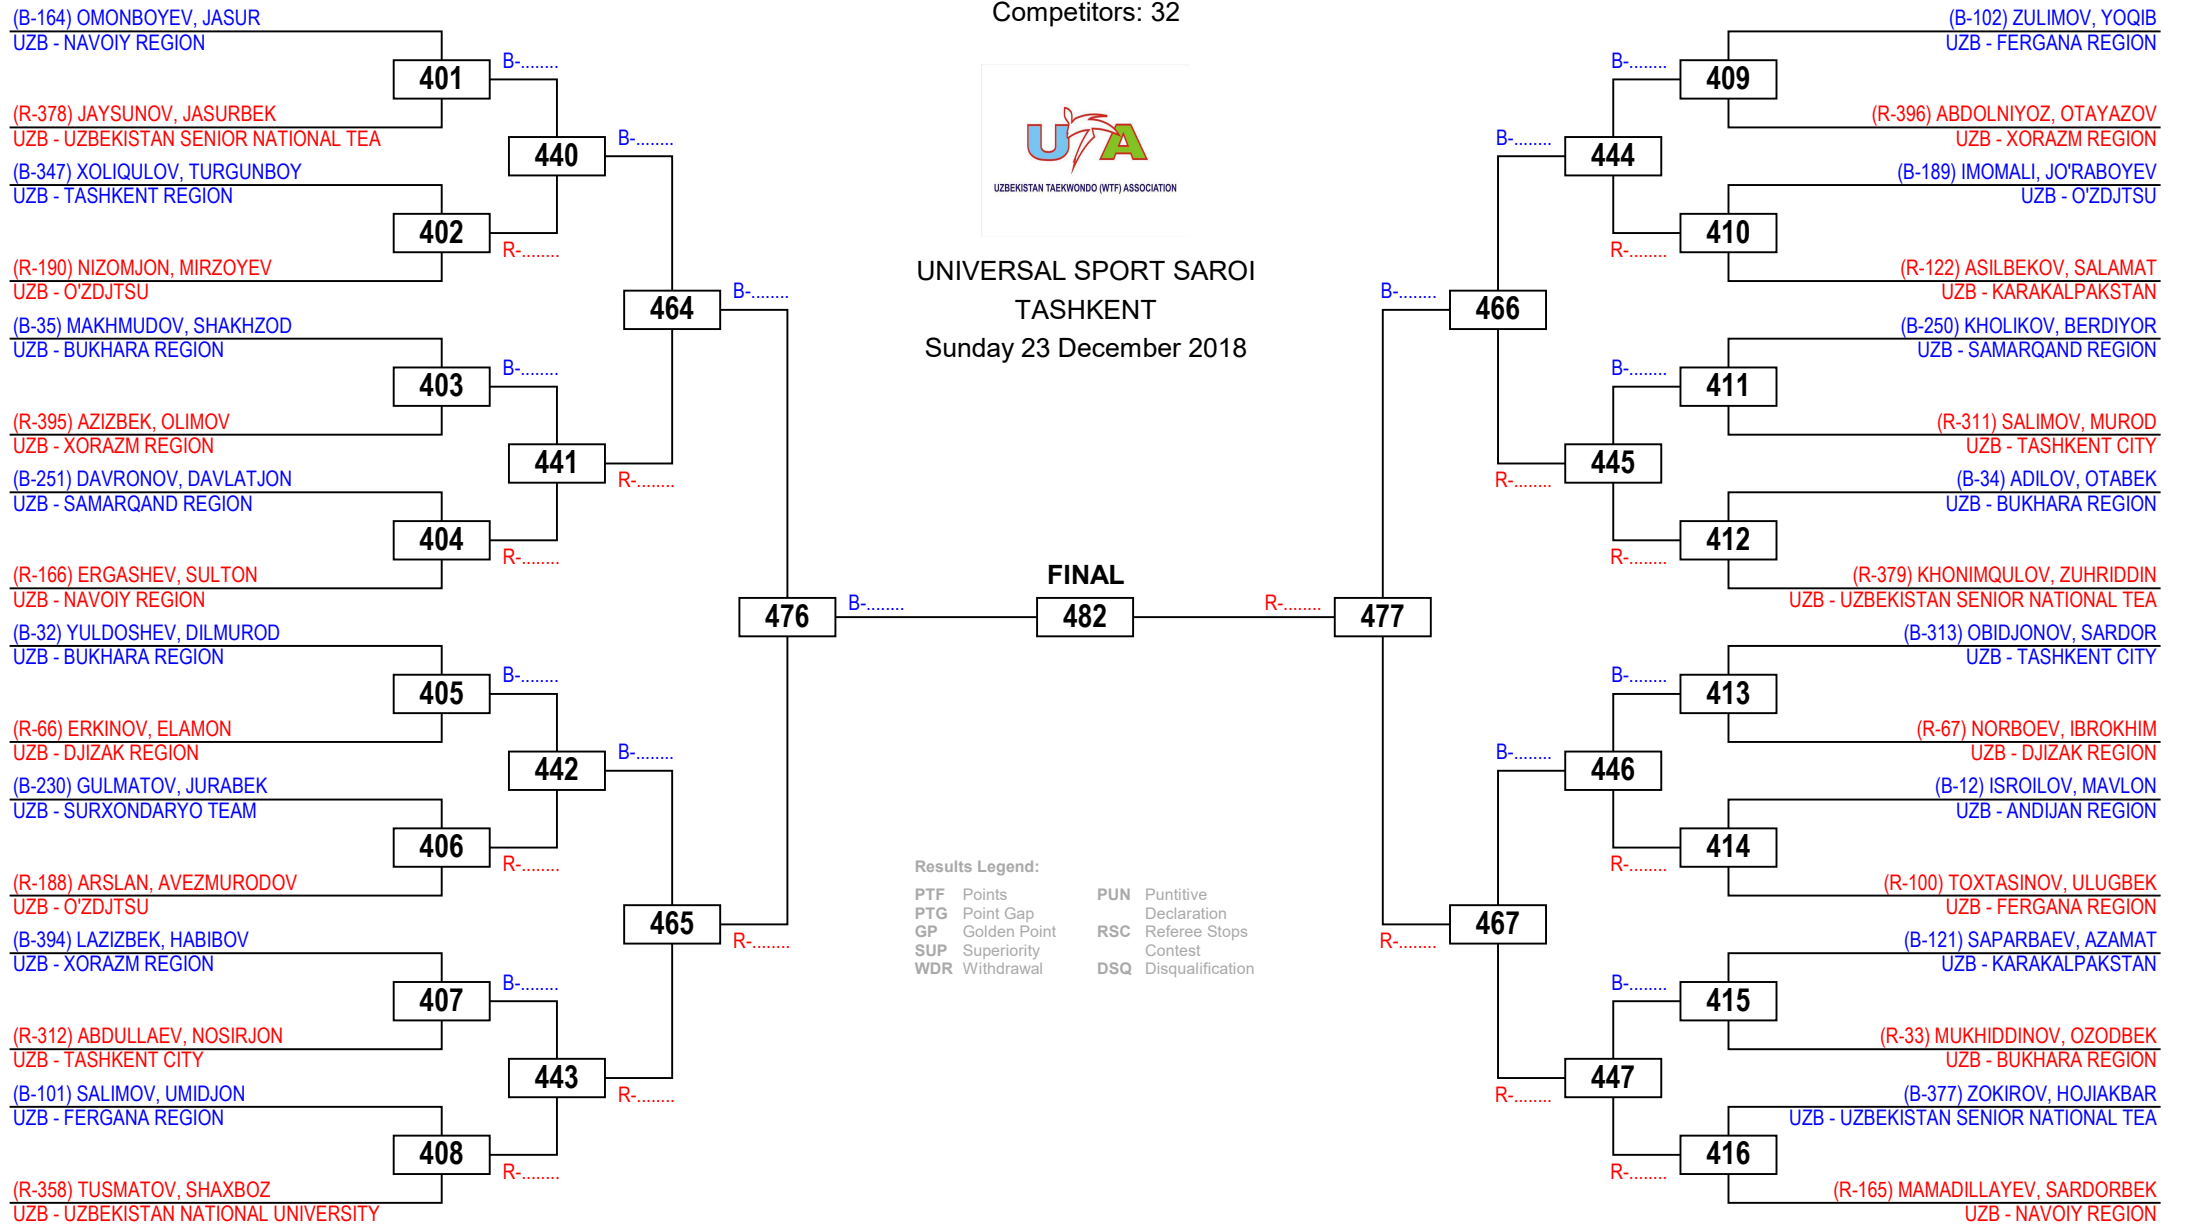 Competitors: 32
UTA
UZBEKISTAN TAEKWONDO (WTF) ASSOCIATION
UNIVERSAL SPORT SAROI
TASHKENT
Sunday 23 December 2018
(B-164) OMONBOYEV, JASUR
UZB - NAVOIY REGION
401
(R-378) JAYSUNOV, JASURBEK
UZB - UZBEKISTAN SENIOR NATIONAL TEA
(B-347) XOLIQULOV, TURGUNBOY
UZB - TASHKENT REGION
402
(R-190) NIZOMJON, MIRZOYEV
UZB - O'ZDJTSU
(B-35) MAKHMUDOV, SHAKHZOD
UZB - BUKHARA REGION
403
(R-395) AZIZBEK, OLIMOV
UZB - XORAZM REGION
(B-251) DAVRONOV, DAVLATJON
UZB - SAMARQAND REGION
404
(R-166) ERGASHEV, SULTON
UZB - NAVOIY REGION
(B-32) YULDOSHEV, DILMUROD
UZB - BUKHARA REGION
405
(R-66) ERKINOV, ELAMON
UZB - DJIZAK REGION
(B-230) GULMATOV, JURABEK
UZB - SURXONDARYO TEAM
406
(R-188) ARSLAN, AVEZMURODOV
UZB - O'ZDJTSU
(B-394) LAZIZBEK, HABIBOV
UZB - XORAZM REGION
407
(R-312) ABDULLAEV, NOSIRJON
UZB - TASHKENT CITY
(B-101) SALIMOV, UMIDJON
UZB - FERGANA REGION
408
(R-358) TUSMATOV, SHAXBOZ
UZB - UZBEKISTAN NATIONAL UNIVERSITY
B-........
440
R-........
B-........
441
R-........
B-........
442
R-........
B-........
443
R-........
B-........
464
R-........
B-........
465
R-........
B-........
476
R-........
B-........
FINAL
482
R-........
B-........
477
R-........
B-........
466
R-........
B-........
467
R-........
B-........
444
R-........
B-........
445
R-........
B-........
446
R-........
B-........
447
R-........
(B-102) ZULIMOV, YOQIB
UZB - FERGANA REGION
409
(R-396) ABDOLNIYOZ, OTAYAZOV
UZB - XORAZM REGION
(B-189) IMOMALI, JO'RABOYEV
UZB - O'ZDJTSU
410
(R-122) ASILBEKOV, SALAMAT
UZB - KARAKALPAKSTAN
(B-250) KHOLIKOV, BERDIYOR
UZB - SAMARQAND REGION
411
(R-311) SALIMOV, MUROD
UZB - TASHKENT CITY
(B-34) ADILOV, OTABEK
UZB - BUKHARA REGION
412
(R-379) KHONIMQULOV, ZUHRIDDIN
UZB - UZBEKISTAN SENIOR NATIONAL TEA
(B-313) OBIDJONOV, SARDOR
UZB - TASHKENT CITY
413
(R-67) NORBOEV, IBROKHIM
UZB - DJIZAK REGION
(B-12) ISROILOV, MAVLON
UZB - ANDIJAN REGION
414
(R-100) TOXTASINOV, ULUGBEK
UZB - FERGANA REGION
(B-121) SAPARBAEV, AZAMAT
UZB - KARAKALPAKSTAN
415
(R-33) MUKHIDDINOV, OZODBEK
UZB - BUKHARA REGION
(B-377) ZOKIROV, HOJIAKBAR
UZB - UZBEKISTAN SENIOR NATIONAL TEA
416
(R-165) MAMADILLAYEV, SARDORBEK
UZB - NAVOIY REGION
Results Legend:
PTF Points
PTG Point Gap
GP Golden Point
SUP Superiority
WDR Withdrawal
PUN Puntitive
Declaration
RSC Referee Stops
Contest
DSQ Disqualification